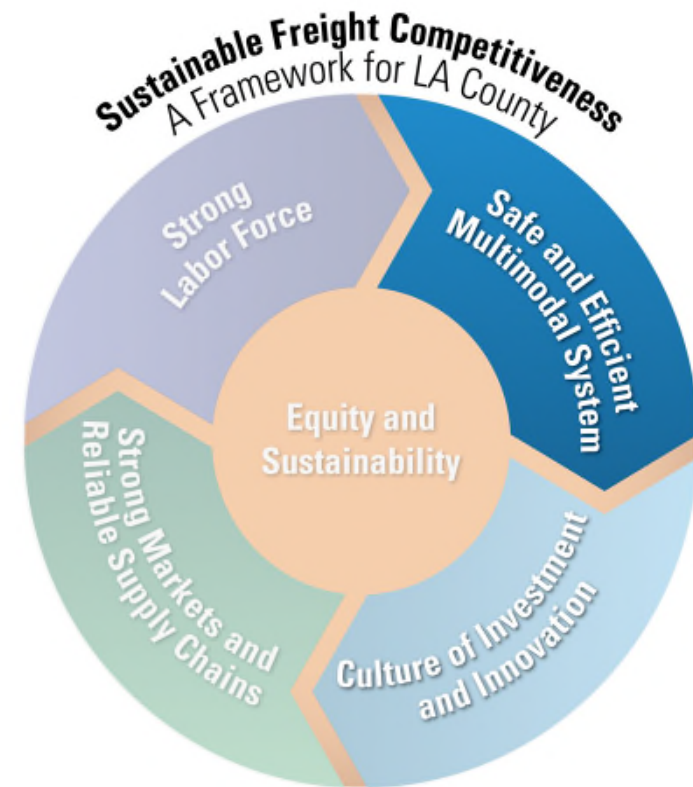 Sustainable Freight Competitiveness
A Framework for LA County
Strong
Labor Force
Safe and Efficient
Multimodal System
Equity and
Sustainability
Strong Markets and
Reliable Supply Chains
Culture of Investment
and Innovation